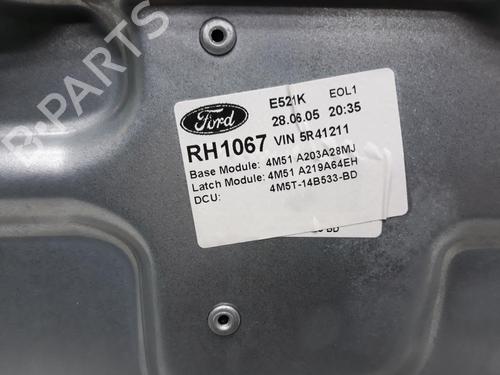 B-PARTS
Ford
E521K EOL1
28.06.05 20:35
RH1067 VIN 5R41211
Base Module: 4M51 A203A28MJ
Latch Module: 4M51 A219A64EH
DCU: 4M5T-14B533-BD
BD